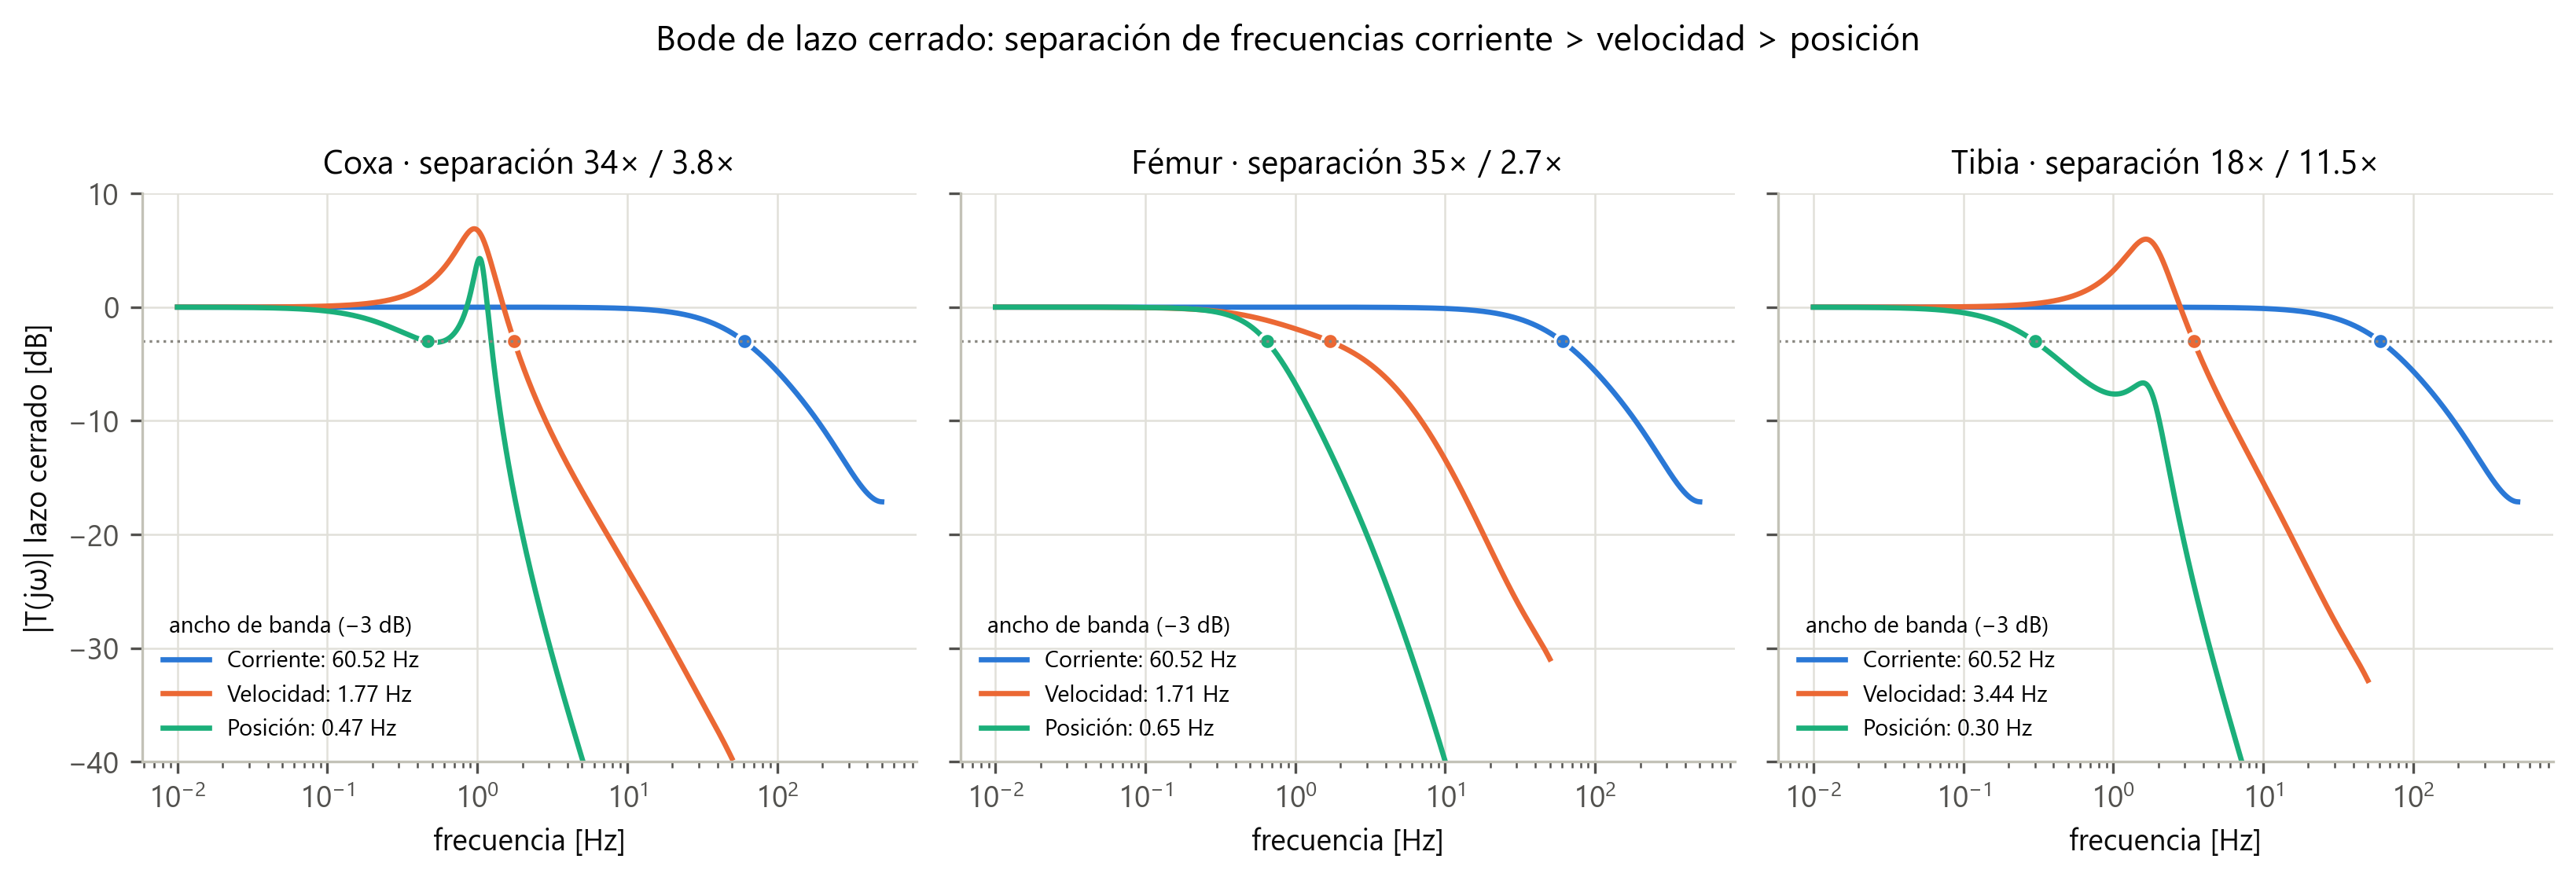 Bode de lazo cerrado: separación de frecuencias corriente > velocidad > posición
Coxa · separación 34× / 3.8×
|T(jω)| lazo cerrado [dB]
10
0
−10
−20
−30
−40
ancho de banda (−3 dB)
Corriente: 60.52 Hz
Velocidad: 1.77 Hz
Posición: 0.47 Hz
10⁻² 10⁻¹ 10⁰ 10¹ 10²
frecuencia [Hz]
Fémur · separación 35× / 2.7×
ancho de banda (−3 dB)
Corriente: 60.52 Hz
Velocidad: 1.71 Hz
Posición: 0.65 Hz
10⁻² 10⁻¹ 10⁰ 10¹ 10²
frecuencia [Hz]
Tibia · separación 18× / 11.5×
ancho de banda (−3 dB)
Corriente: 60.52 Hz
Velocidad: 3.44 Hz
Posición: 0.30 Hz
10⁻² 10⁻¹ 10⁰ 10¹ 10²
frecuencia [Hz]